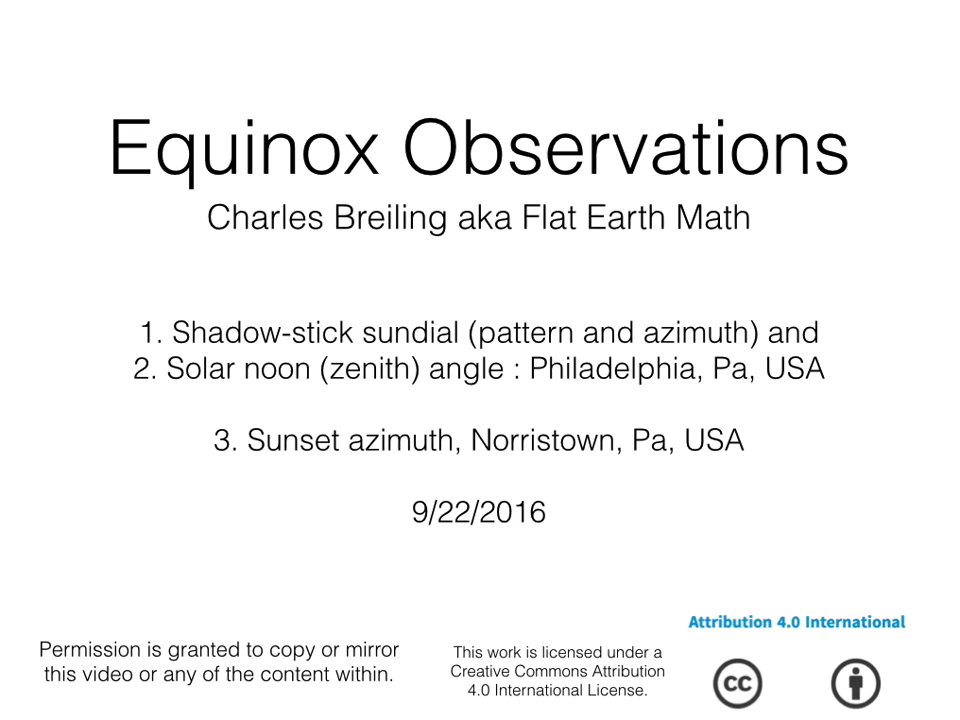 Equinox Observations
Charles Breiling aka Flat Earth Math
1. Shadow-stick sundial (pattern and azimuth) and
2. Solar noon (zenith) angle : Philadelphia, Pa, USA
3. Sunset azimuth, Norristown, Pa, USA
9/22/2016
Permission is granted to copy or mirror
this video or any of the content within.
This work is licensed under a
Creative Commons Attribution
4.0 International License.
Attribution 4.0 International
cc